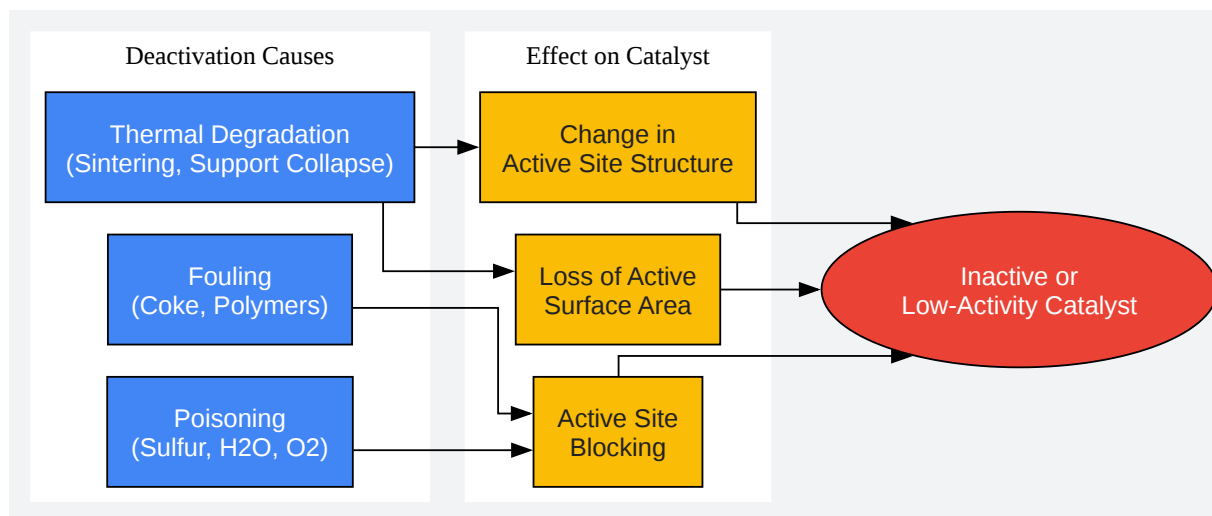 Deactivation Causes
Thermal Degradation
(Sintering, Support Collapse)
Fouling
(Coke, Polymers)
Poisoning
(Sulfur, H2O, O2)
Effect on Catalyst
Change in
Active Site Structure
Loss of Active
Surface Area
Active Site
Blocking
Inactive or
Low-Activity Catalyst